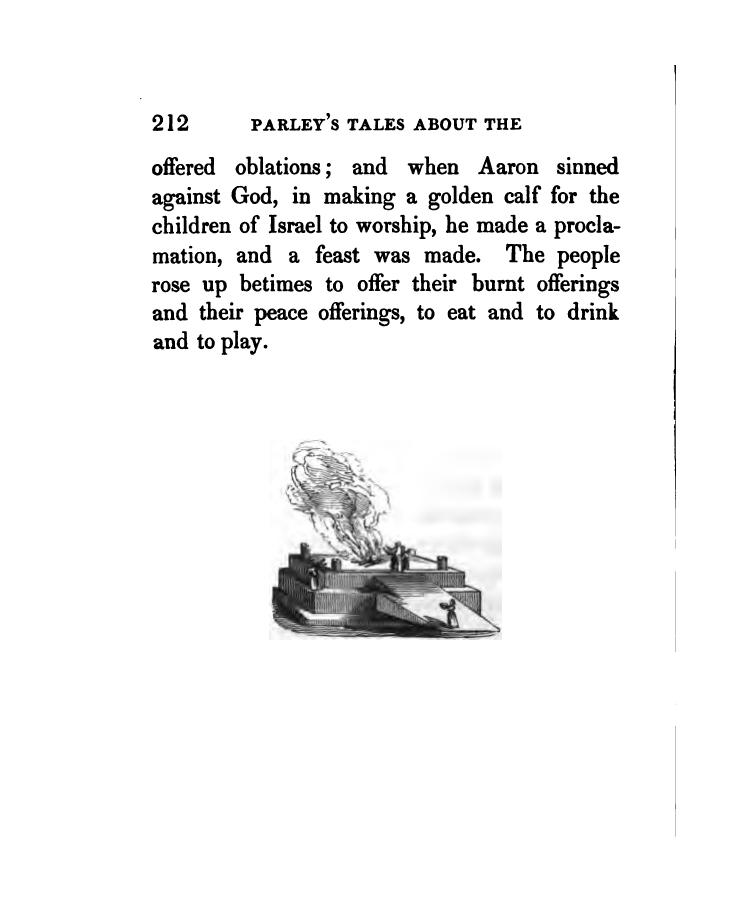 212 PARLEY'S TALES ABOUT THE
offered oblations; and when Aaron sinned
against God, in making a golden calf for the
children of Israel to worship, he made a procla-
mation, and a feast was made. The people
rose up betimes to offer their burnt offerings
and their peace offerings, to eat and to drink
and to play.